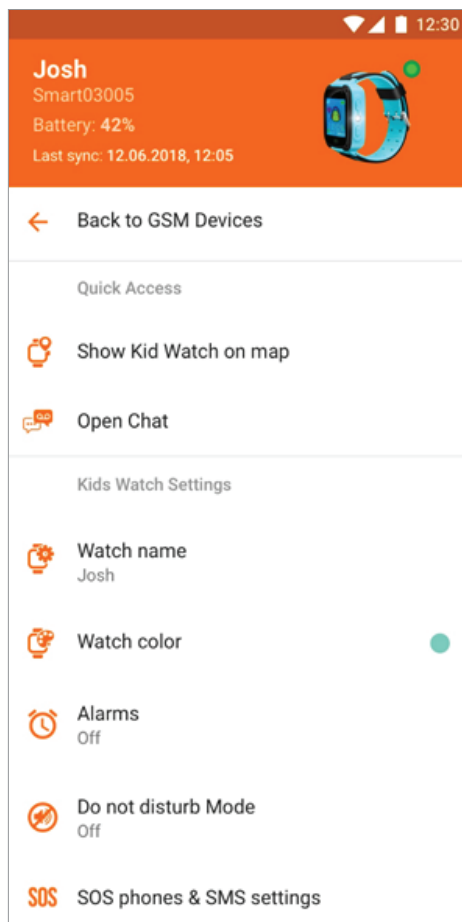 12:30
Josh
Smart03005
Battery: 42%
Last sync: 12.06.2018, 12:05
Back to GSM Devices
Quick Access
Show Kid Watch on map
Open Chat
Kids Watch Settings
Watch name
Josh
Watch color
Alarms
Off
Do not disturb Mode
Off
SOS SOS phones & SMS settings